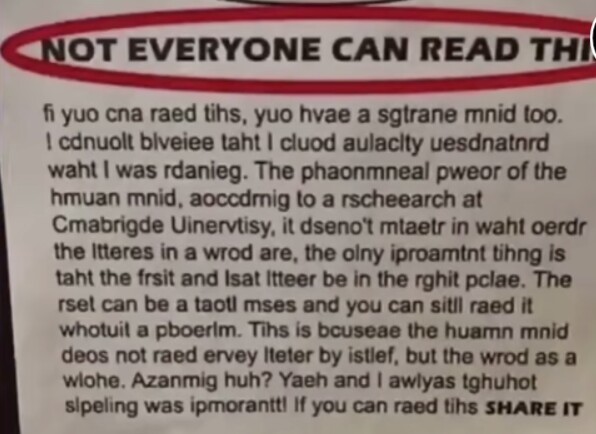 NOT EVERYONE CAN READ THI
fi yuo cna raed tihs, yuo hvae a sgtrane mnid too.
I cdnuolt blveiee taht I cluod aulaclty uesdnatnrd
waht I was rdanieg. The phaonmneal pweor of the
hmuan mnid, aoccdrnig to a rscheearch at
Cmabrigde Uinervtisy, it dseno't mtaetr in waht oerdr
the ltteres in a wrod are, the olny iproamtnt tihng is
taht the frsit and lsat ltteer be in the rghit pclae. The
rset can be a taotl mses and you can sitll raed it
whotuit a pboerlm. Tihs is bcuseae the huamn mnid
deos not raed ervey lteter by istlef, but the wrod as a
wlohe. Azanmig huh? Yaeh and I awlyas tghuhot
slpeling was ipmorantt! If you can raed tihs SHARE IT